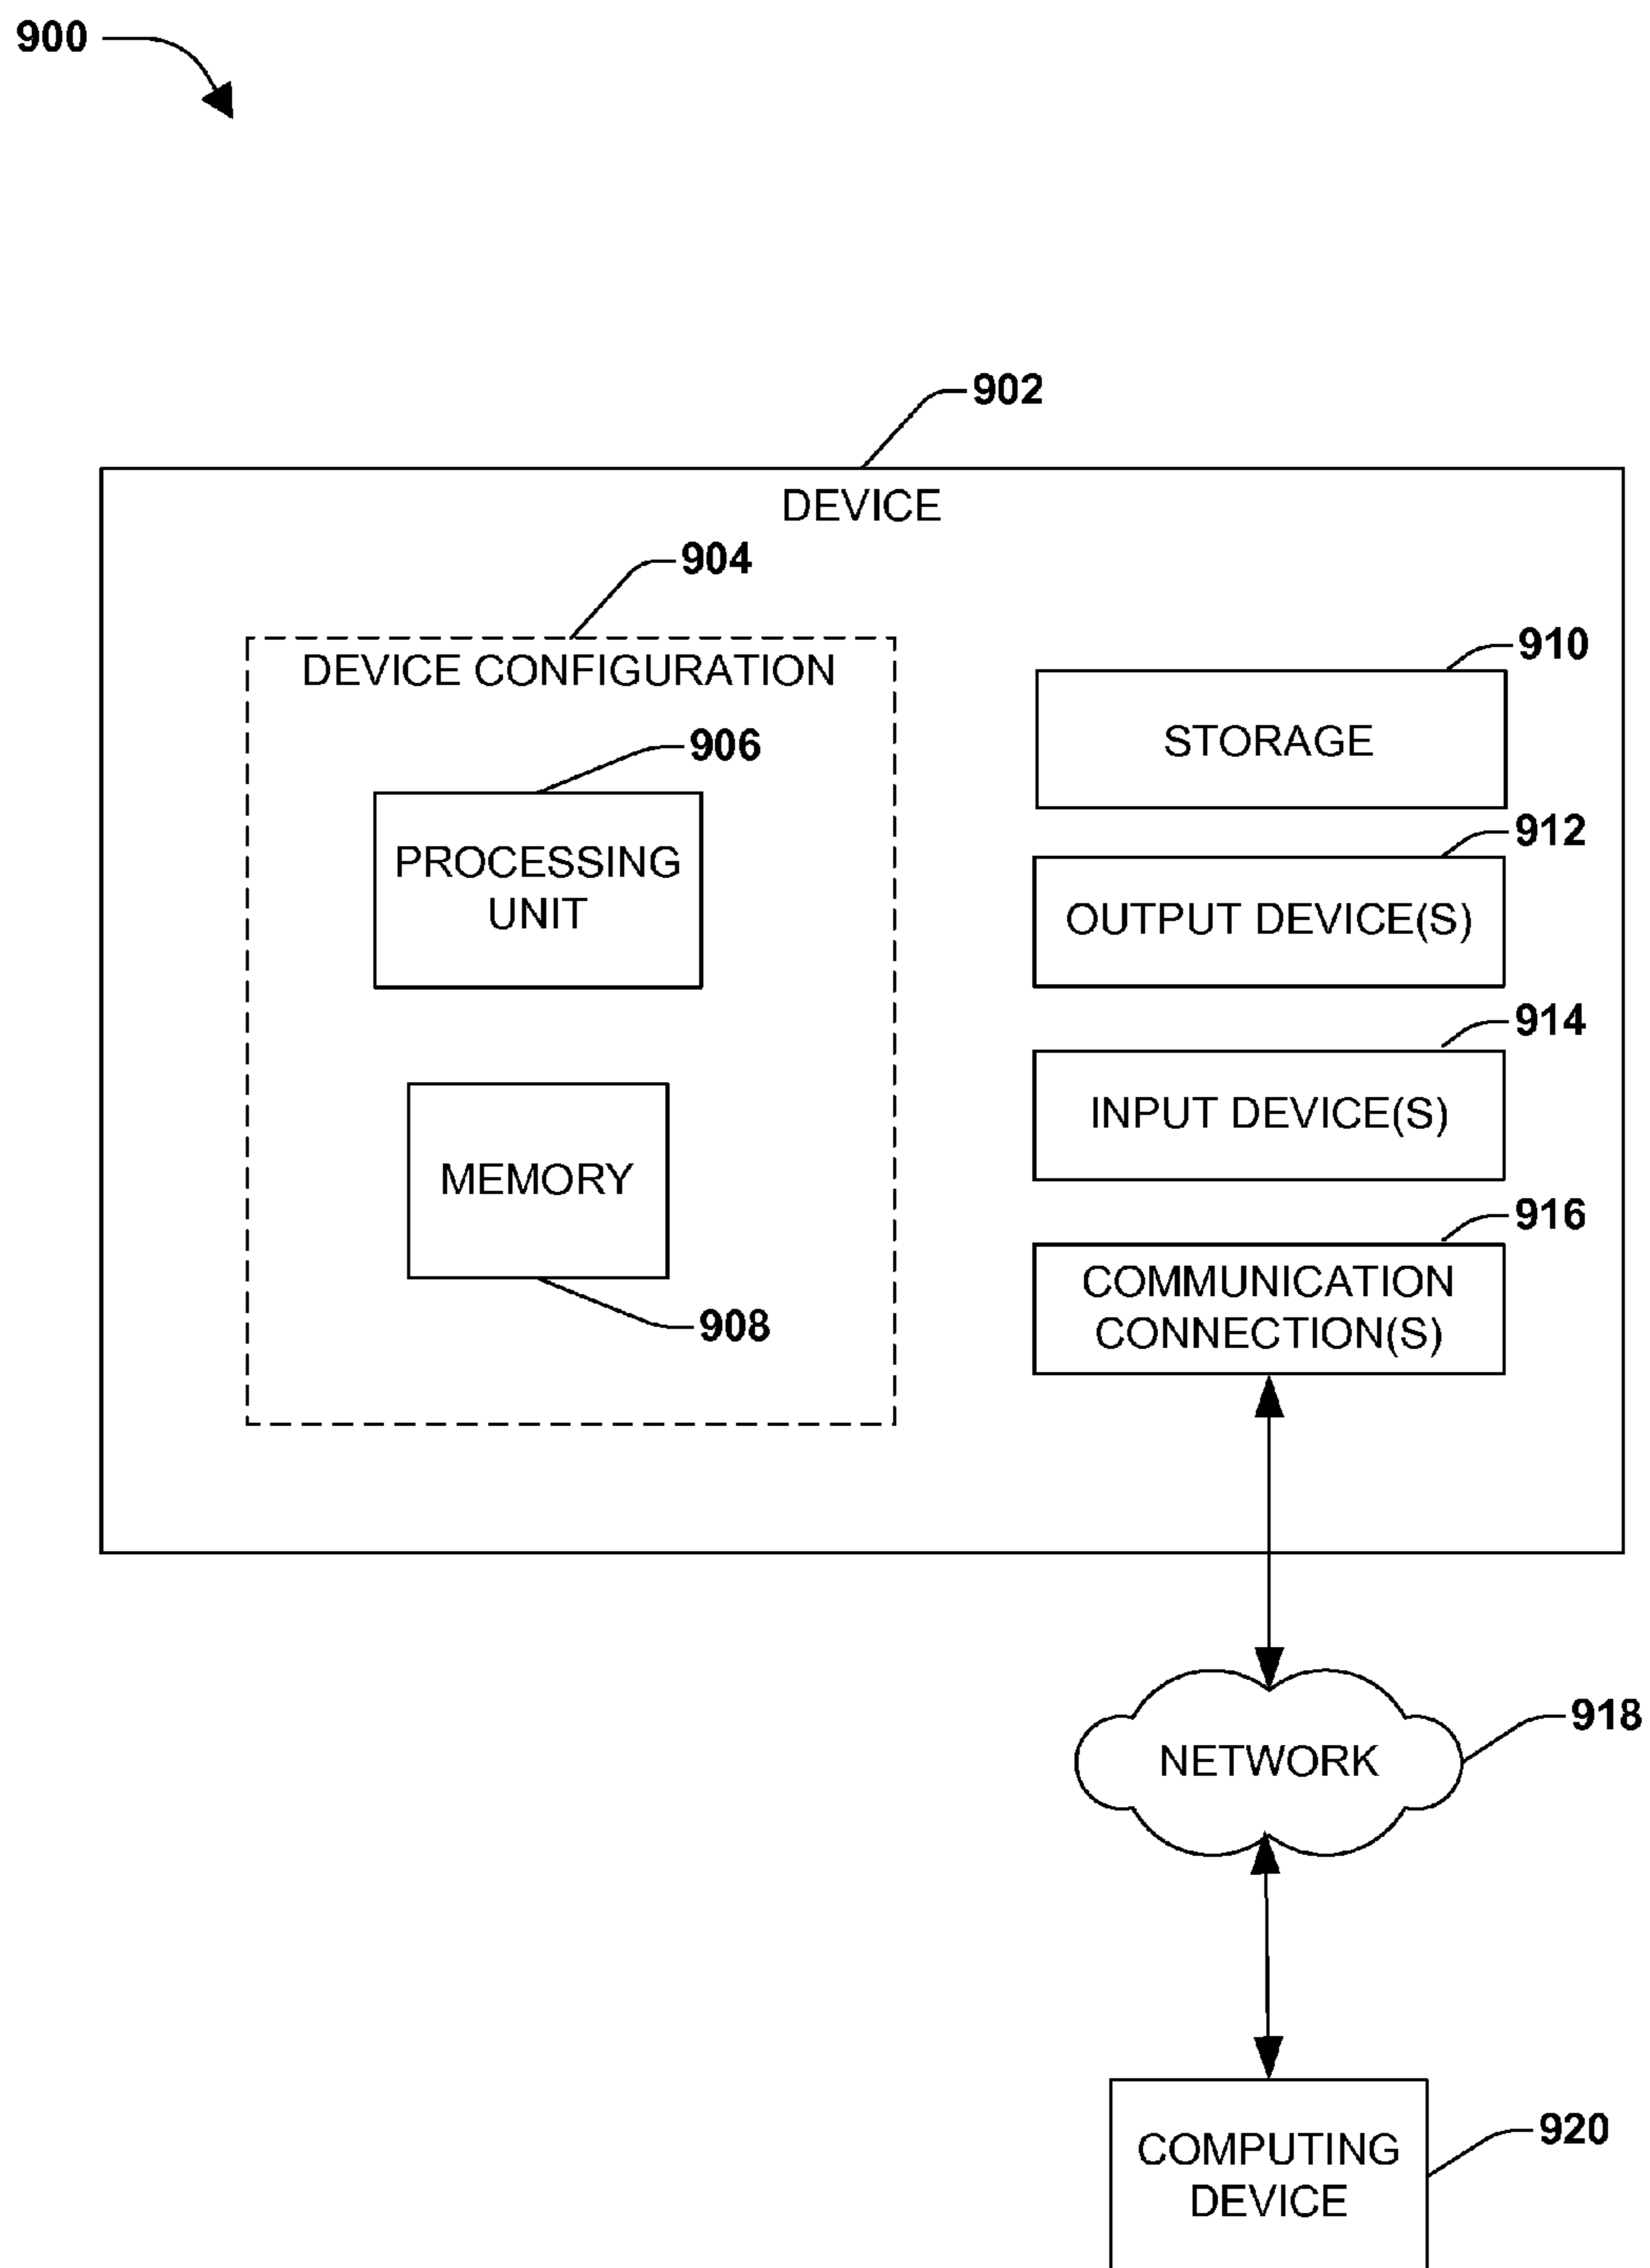 900
902
DEVICE
904
DEVICE CONFIGURATION
906
PROCESSING
UNIT
MEMORY
908
910
STORAGE
912
OUTPUT DEVICE(S)
914
INPUT DEVICE(S)
916
COMMUNICATION
CONNECTION(S)
918
NETWORK
920
COMPUTING
DEVICE